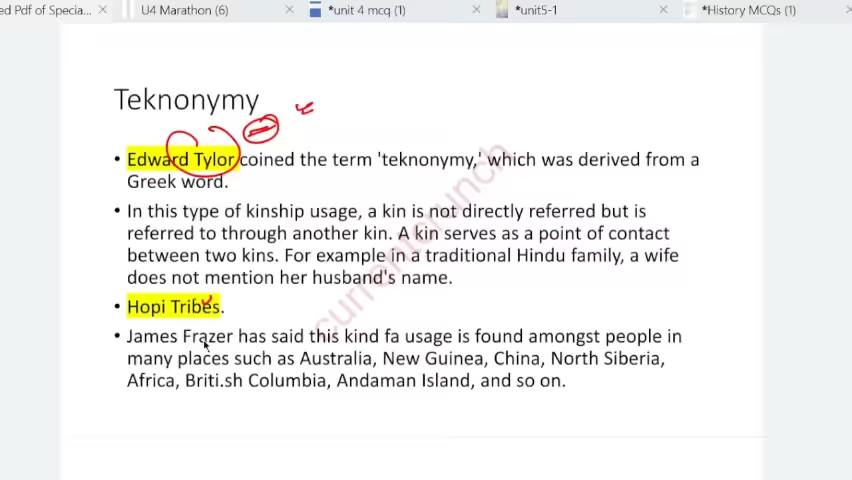 ed Pdf of Specia...
U4 Marathon (6)
*unit 4 mcq (1)
*unit5-1
*History MCQs (1)
Teknonymy
• Edward Tylor coined the term 'teknonymy,' which was derived from a
Greek word.
• In this type of kinship usage, a kin is not directly referred but is
referred to through another kin. A kin serves as a point of contact
between two kins. For example in a traditional Hindu family, a wife
does not mention her husband's name.
• Hopi Tribes.
• James Frazer has said this kind fa usage is found amongst people in
many places such as Australia, New Guinea, China, North Siberia,
Africa, Briti.sh Columbia, Andaman Island, and so on.
currentcrunch